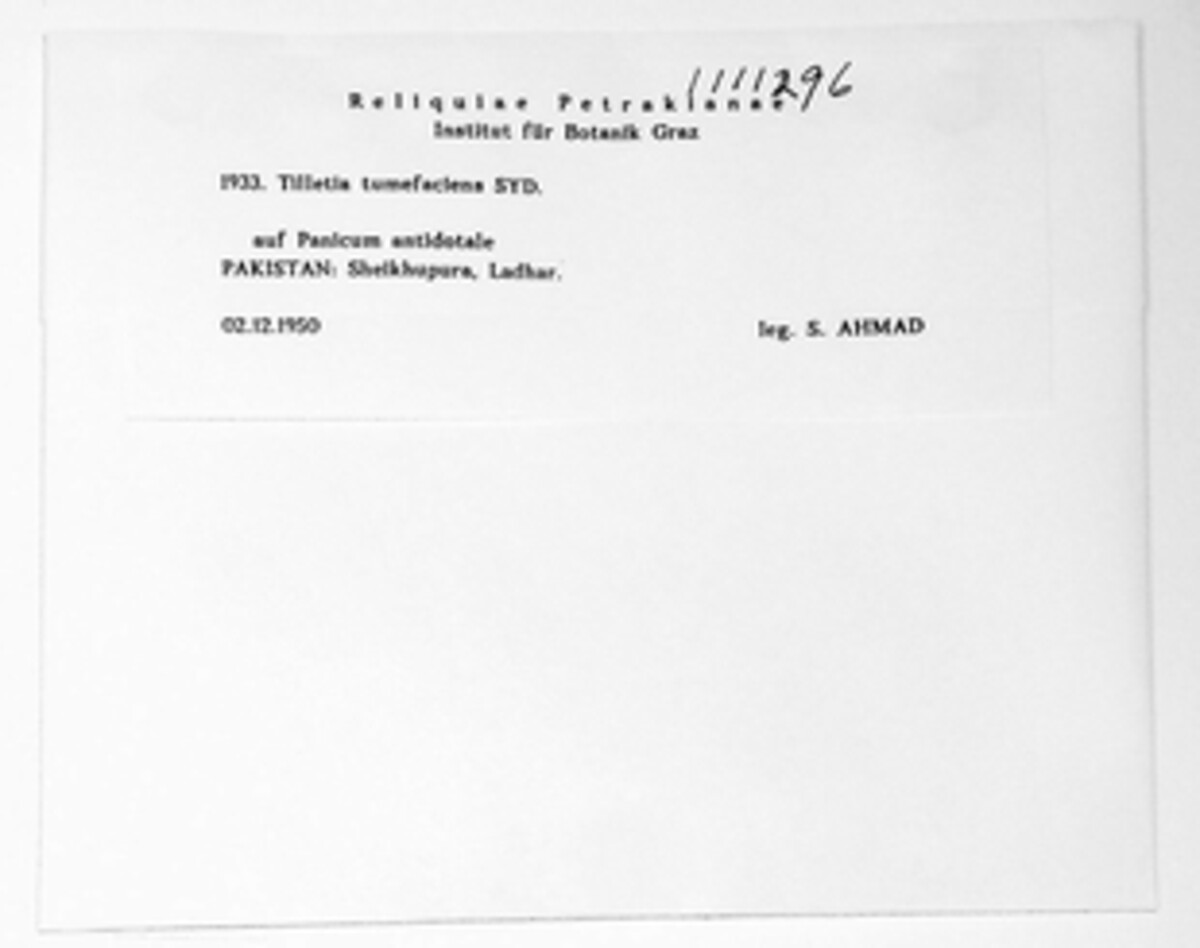 1111296
Reliquiae Petrakianae
Institut für Botanik Graz
1933. Tilletia tumefaciens SYD.
auf Panicum antidotale
PAKISTAN: Sheikhupura, Ladhar.
02.12.1950 leg. S. AHMAD